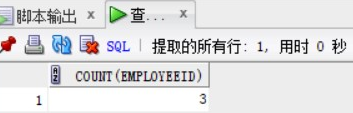 脚本输出 × 查... ×
SQL | 提取的所有行: 1, 用时 0 秒
COUNT(EMPLOYEEID)
1 3